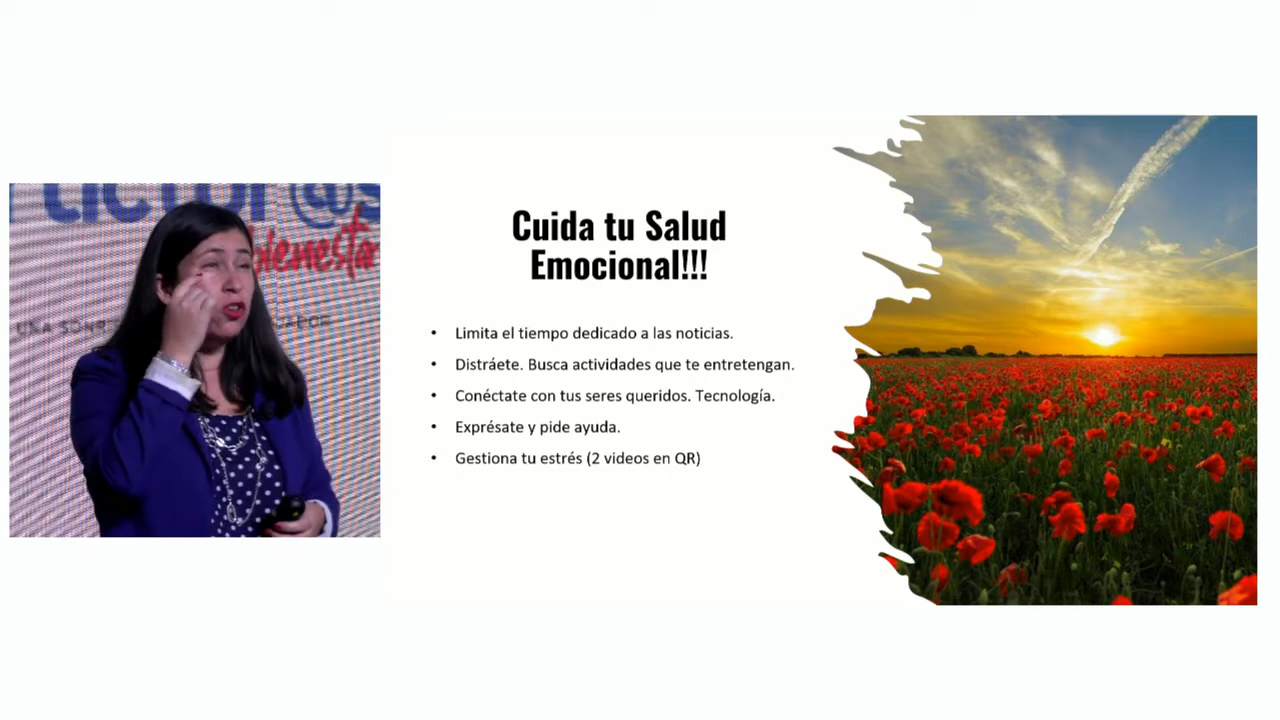 Cuida tu Salud
Emocional!!!
• Limita el tiempo dedicado a las noticias.
• Distráete. Busca actividades que te entretengan.
• Conéctate con tus seres queridos. Tecnología.
• Exprésate y pide ayuda.
• Gestiona tu estrés (2 videos en QR)